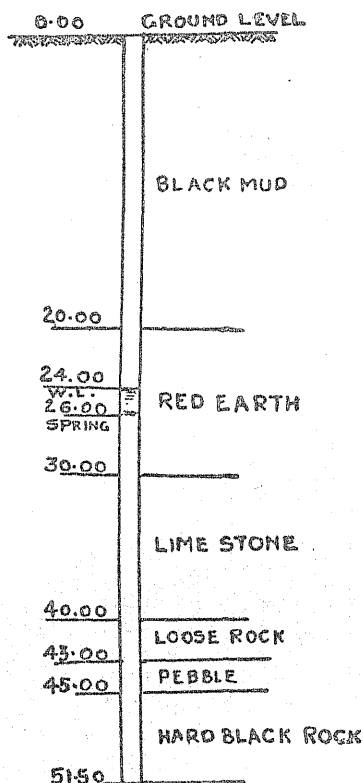 0.00 GROUND LEVEL
BLACK MUD
20.00
24.00
W.L.
RED EARTH
26.00
SPRING
30.00
LIME STONE
40.00
LOOSE ROCK
43.00
PEBBLE
45.00
HARD BLACK ROCK
51.50